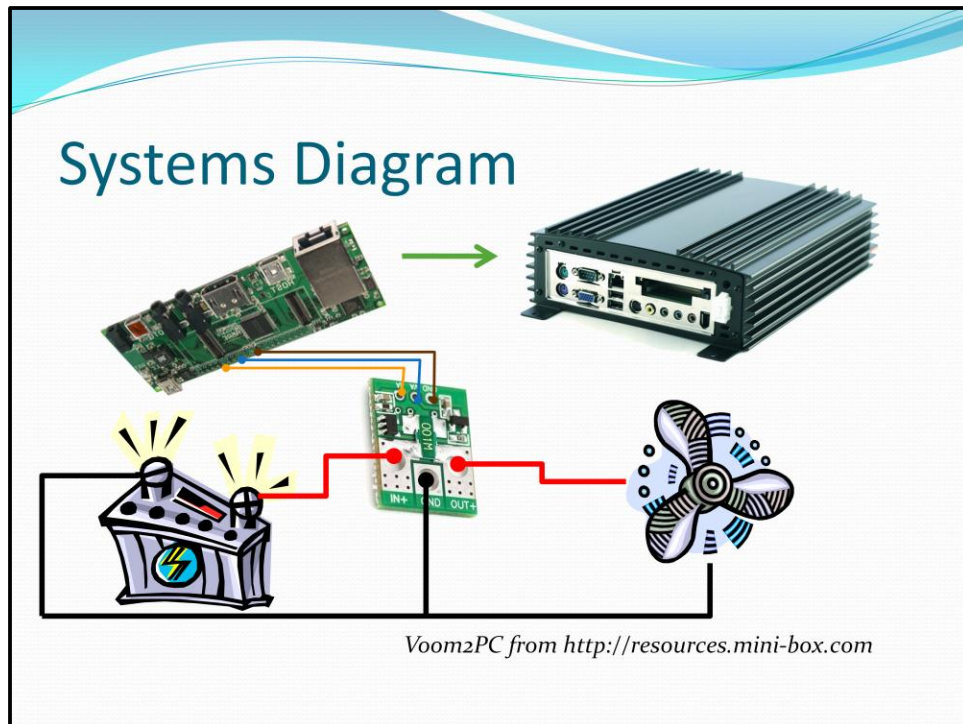 Systems Diagram
IN+ GND OUT+
Voom2PC from http://resources.mini-box.com